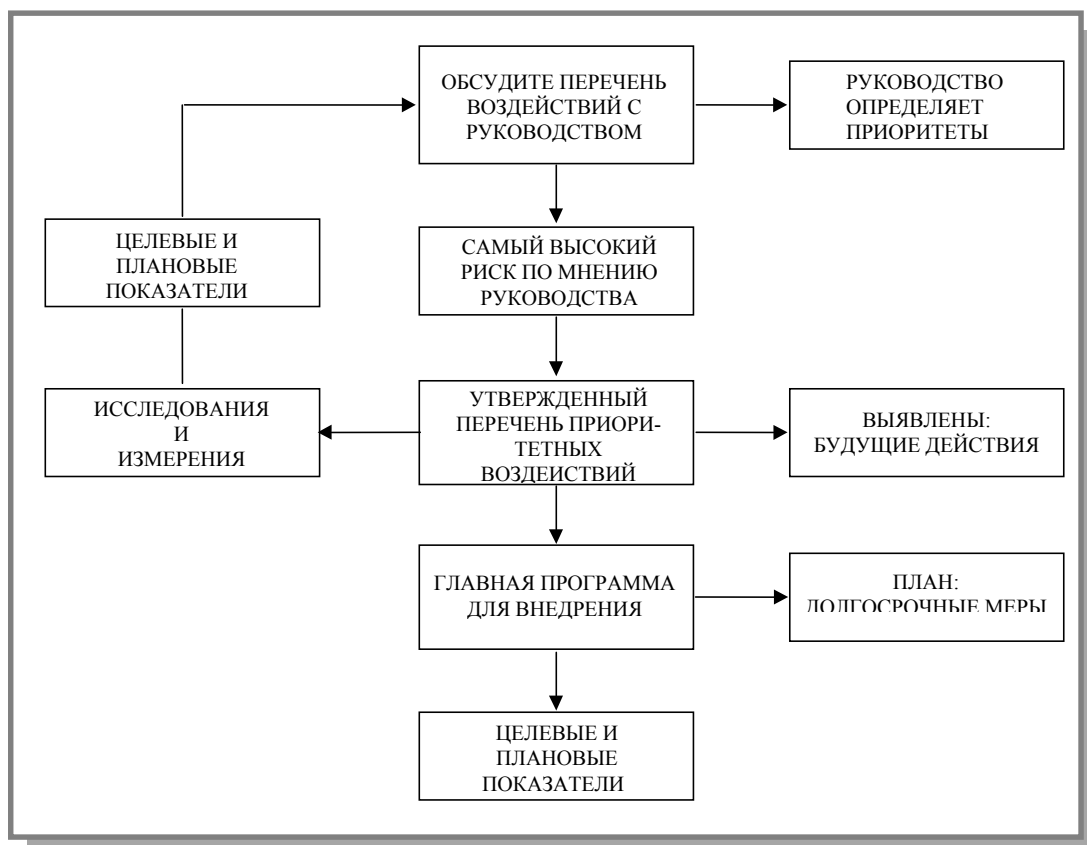 ОБСУДИТЕ ПЕРЕЧЕНЬ
ВОЗДЕЙСТВИЙ С
РУКОВОДСТВОМ
РУКОВОДСТВО
ОПРЕДЕЛЯЕТ
ПРИОРИТЕТЫ
ЦЕЛЕВЫЕ И
ПЛАНОВЫЕ
ПОКАЗАТЕЛИ
САМЫЙ ВЫСОКИЙ
РИСК ПО МНЕНИЮ
РУКОВОДСТВА
ИССЛЕДОВАНИЯ
И
ИЗМЕРЕНИЯ
УТВЕРЖДЕННЫЙ
ПЕРЕЧЕНЬ ПРИОРИ-
ТЕТНЫХ
ВОЗДЕЙСТВИЙ
ВЫЯВЛЕНЫ:
БУДУЩИЕ ДЕЙСТВИЯ
ГЛАВНАЯ ПРОГРАММА
ДЛЯ ВНЕДРЕНИЯ
ПЛАН:
ДОЛГОСРОЧНЫЕ МЕРЫ
ЦЕЛЕВЫЕ И
ПЛАНОВЫЕ
ПОКАЗАТЕЛИ